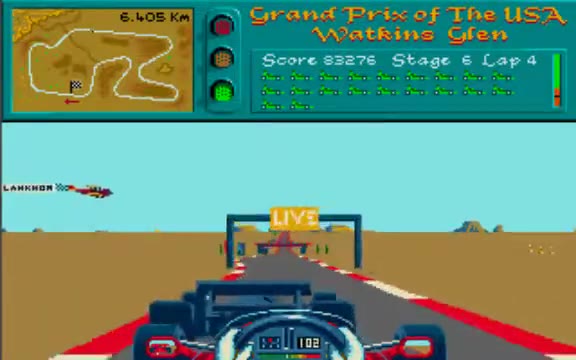 6.405 Km
Grand Prix of The USA
Watkins Glen
Score 83276 Stage 6 Lap 4
LANKHOR
LIVE
102